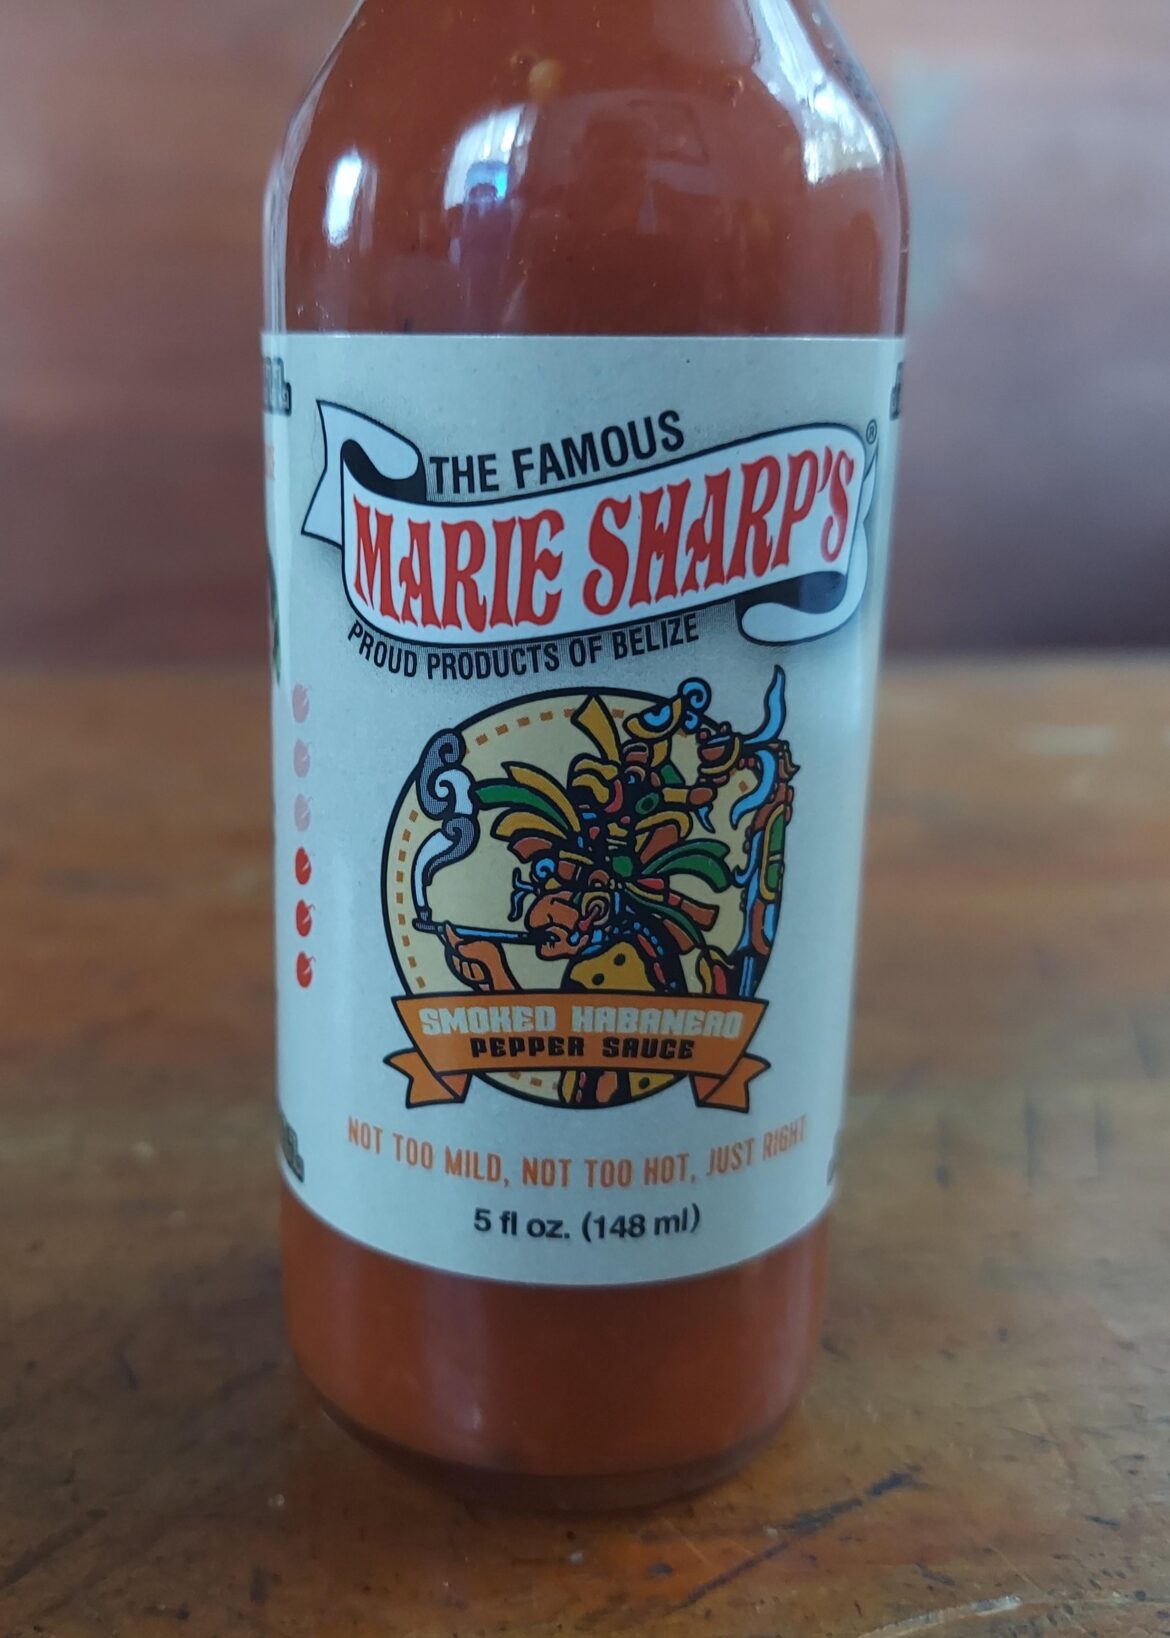 THE FAMOUS
MARIE SHARP'S®
PROUD PRODUCTS OF BELIZE
SMOKED HABANERO
PEPPER SAUCE
NOT TOO MILD, NOT TOO HOT, JUST RIGHT
5 fl oz. (148 ml)